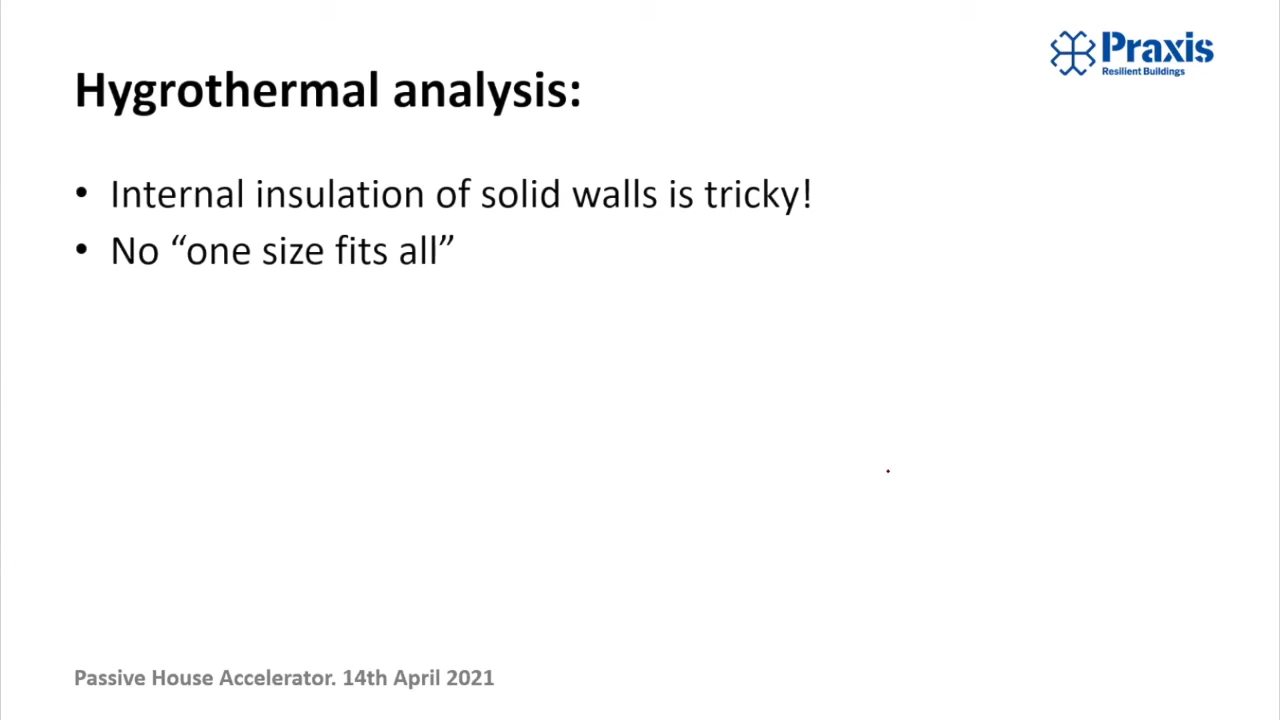 Praxis
Resilient Buildings
Hygrothermal analysis:
• Internal insulation of solid walls is tricky!
• No “one size fits all”
Passive House Accelerator. 14th April 2021